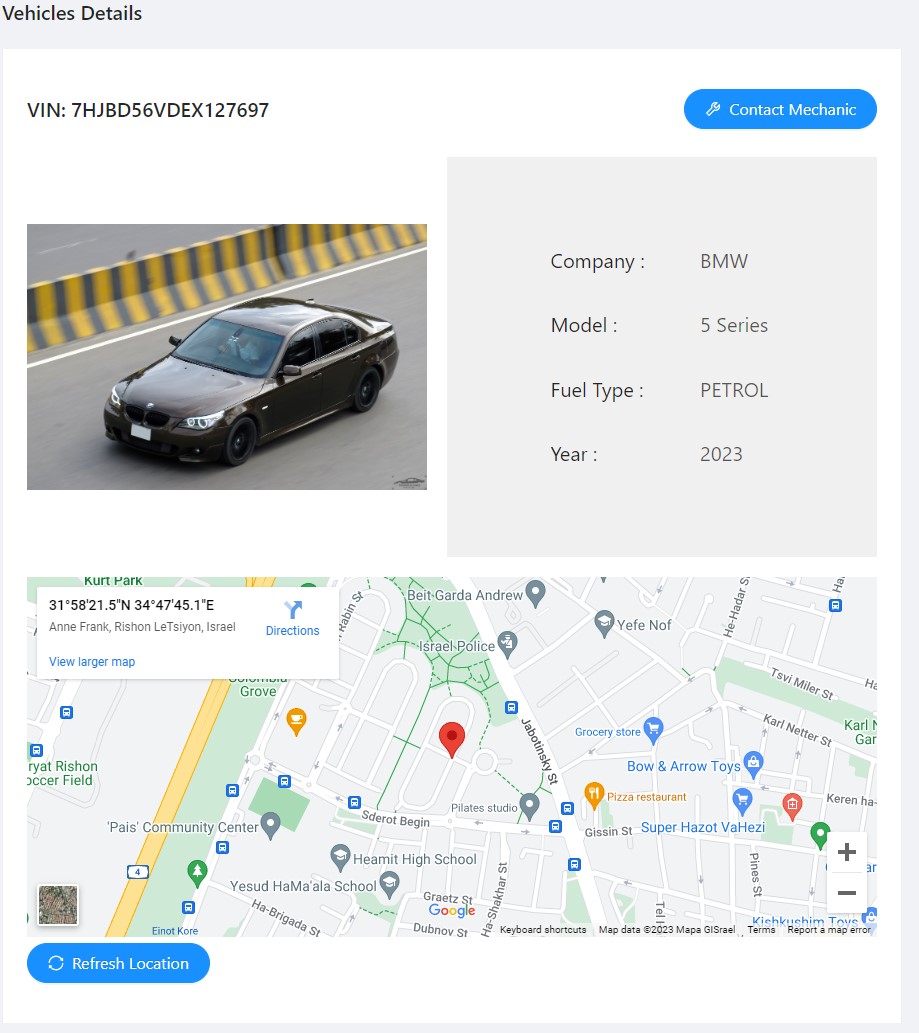 Vehicles Details
VIN: 7HJBD56VDEX127697
Contact Mechanic
Company :
BMW
Model :
5 Series
Fuel Type :
PETROL
Year :
2023
Kurt Park
31°58'21.5"N 34°47'45.1"E
Anne Frank, Rishon LeTsiyon, Israel
Directions
View larger map
Rabin St
Beit Garda Andrew
Yefe Nof
He-Hadar St
Ha
Israel Police
Tsvi Miler St
Ha
Colombia
Grove
Karl Netter St
Karl N
Gar
Jabotinsky St
Grocery store
ryat Rishon
occer Field
Bow & Arrow Toys
Pilates studio
Pizza restaurant
Keren ha-
Sderot Begin
'Pais' Community Center
Gissin St
Super Hazot VaHezi
Heamit High School
4
Yesud HaMa'ala School
Pines St
ar
Graetz St
Google
Ha-Shakhar St
Tel
Ha-Brigada St
Kishkushim Toys
Einot Kore
Dubnov St
Keyboard shortcuts
Map data ©2023 Mapa GISrael
Terms
Report a map error
Refresh Location